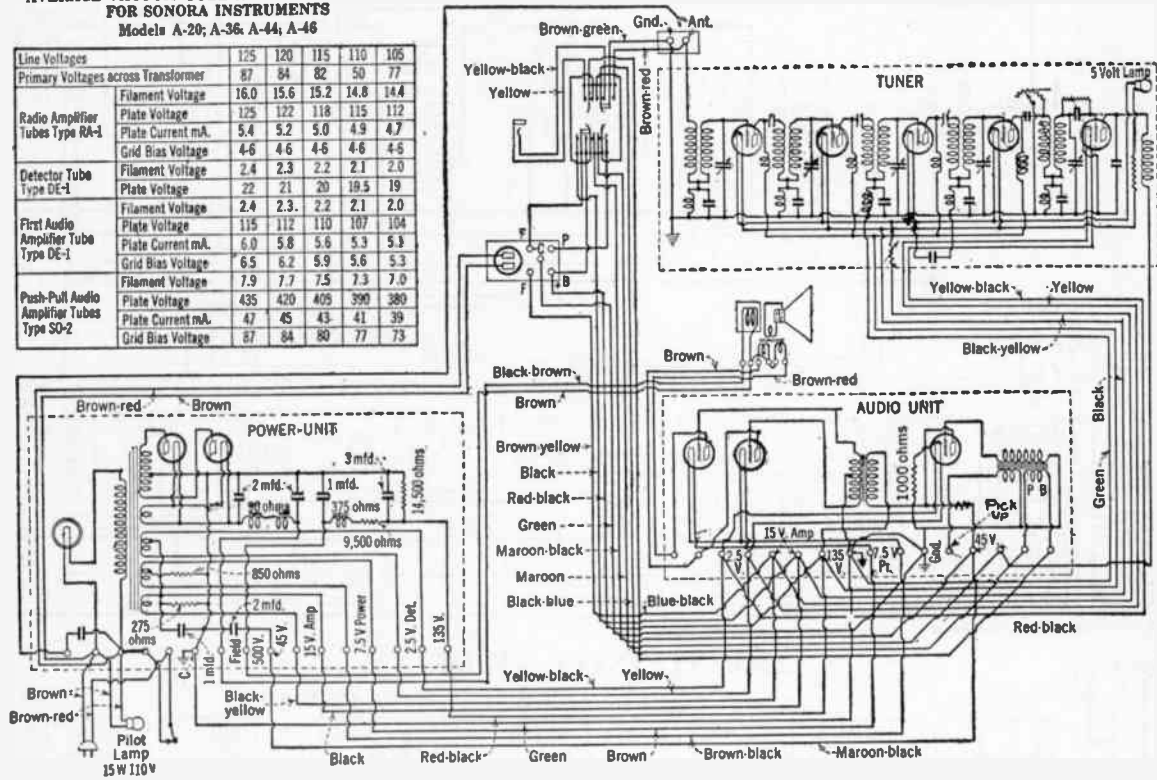 FOR SONORA INSTRUMENTS
Models A-20; A-36; A-44; A-46
Line Voltages 125 120 115 110 105
Primary Voltages across Transformer 87 84 82 50 77
Radio Amplifier Tubes Type RA-1
Filament Voltage 16.0 15.6 15.2 14.8 14.4
Plate Voltage 125 122 118 115 112
Plate Current mA. 5.4 5.2 5.0 4.9 4.7
Grid Bias Voltage 4-6 4-6 4-6 4-6 4-6
Detector Tube Type DE-1
Filament Voltage 2.4 2.3 2.2 2.1 2.0
Plate Voltage 22 21 20 19.5 19
First Audio Amplifier Tube Type DE-1
Filament Voltage 2.4 2.3. 2.2 2.1 2.0
Plate Voltage 115 112 110 107 104
Plate Current mA. 6.0 5.8 5.6 5.3 5.1
Grid Bias Voltage 6.5 6.2 5.9 5.6 5.3
Push-Pull Audio Amplifier Tubes Type SO-2
Filament Voltage 7.9 7.7 7.5 7.3 7.0
Plate Voltage 435 420 405 390 380
Plate Current mA. 47 45 43 41 39
Grid Bias Voltage 87 84 80 77 73
Brown-green
Gnd.
Ant.
Yellow-black
Yellow
Brown-red
TUNER
5 Volt Lamp
F
P
F
B
Yellow-black
Yellow
Black-yellow
Brown
Brown-red
Black-brown
Brown
Black
Green
Brown-red
Brown
POWER-UNIT
3 mfd.
2 mfd.
1 mfd.
375 ohms
14,500 ohms
9,500 ohms
850 ohms
2 mfd.
275 ohms
C-
1 mfd
Field
500 V.
45 V.
15 V. Amp
7.5 V Power
2.5 V. Det.
135 V.
Brown-yellow
Black
Red-black
Green
Maroon-black
Maroon
Black-blue
Blue-black
AUDIO UNIT
1000 ohms
P B
Pick up
15 V. Amp
2.5 V.
135 V.
7.5 V Pr.
Gnd.
45 V.
Red-black
Yellow-black
Yellow
Brown
Brown-red
Black-yellow
Pilot Lamp
15 W 110 V
Black
Red-black
Green
Brown
Brown-black
Maroon-black